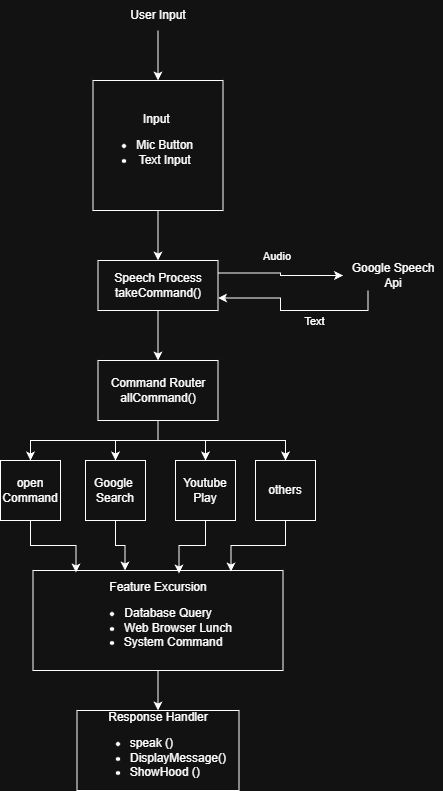 User Input
Input
• Mic Button
• Text Input
Audio
Google Speech
Api
Speech Process
takeCommand()
Text
Command Router
allCommand()
open
Command
Google
Search
Youtube
Play
others
Feature Excursion
• Database Query
• Web Browser Lunch
• System Command
Response Handler
• speak ()
• DisplayMessage()
• ShowHood ()